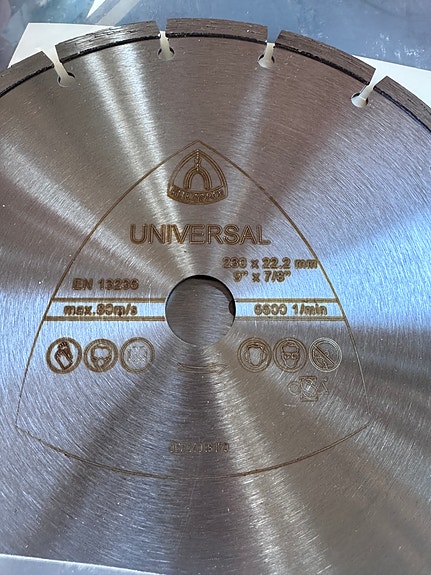 UNIVERSAL
230 x 22.2 mm
9" x 7/8"
EN 13236
max.80m/s
6600 1/min